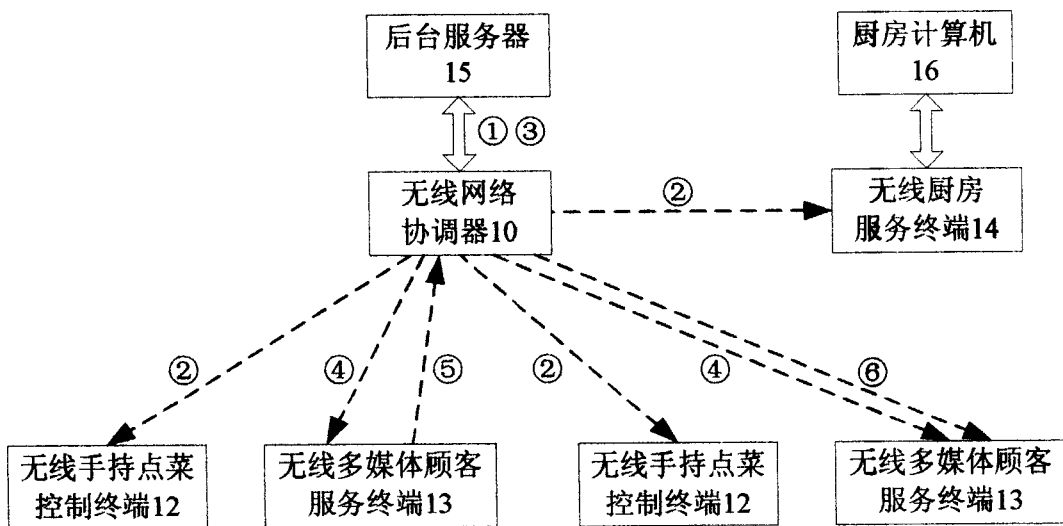 后台服务器
15
厨房计算机
16
①③
无线网络
协调器10
②
无线厨房
服务终端14
②
④
⑤
②
④
⑥
无线手持点菜
控制终端12
无线多媒体顾客
服务终端13
无线手持点菜
控制终端12
无线多媒体顾客
服务终端13